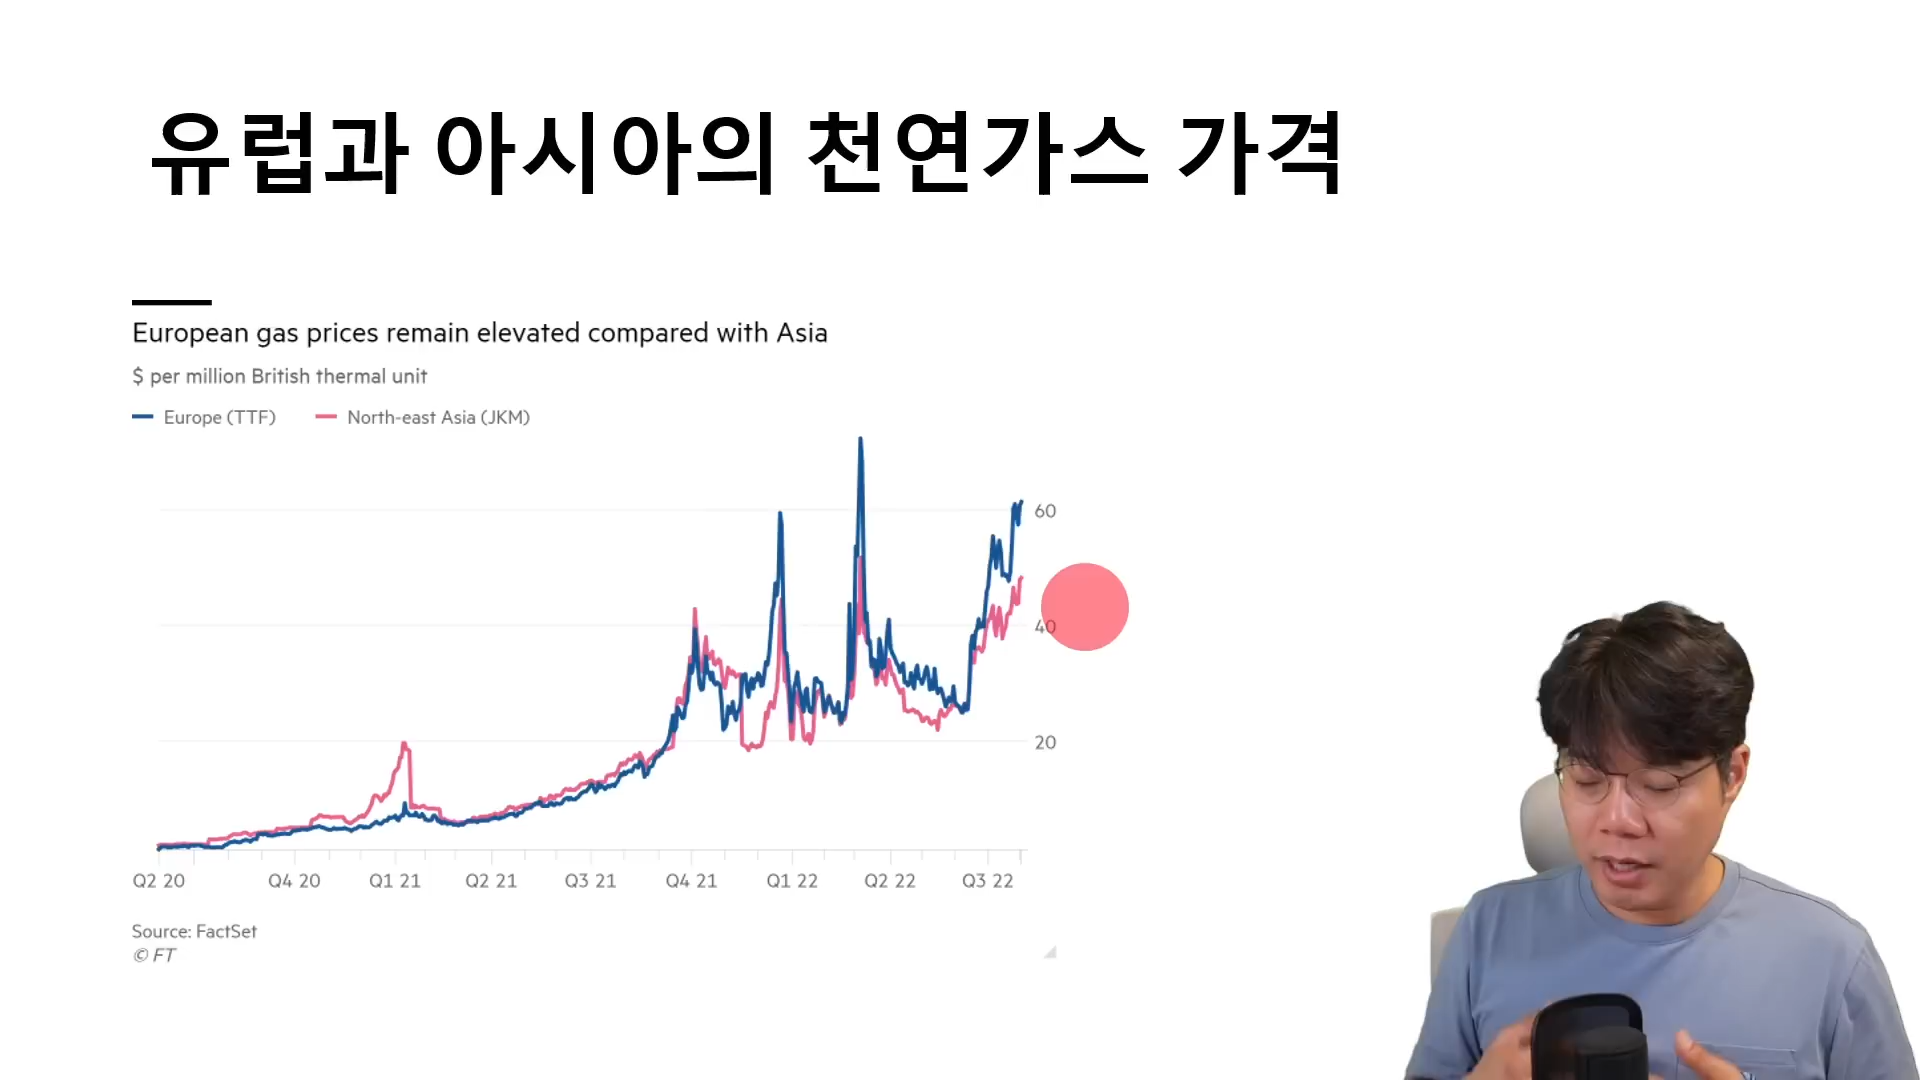 유럽과 아시아의 천연가스 가격
European gas prices remain elevated compared with Asia
$ per million British thermal unit
Europe (TTF) North-east Asia (JKM)
60
40
20
Q2 20 Q4 20 Q1 21 Q2 21 Q3 21 Q4 21 Q1 22 Q2 22 Q3 22
Source: FactSet
© FT